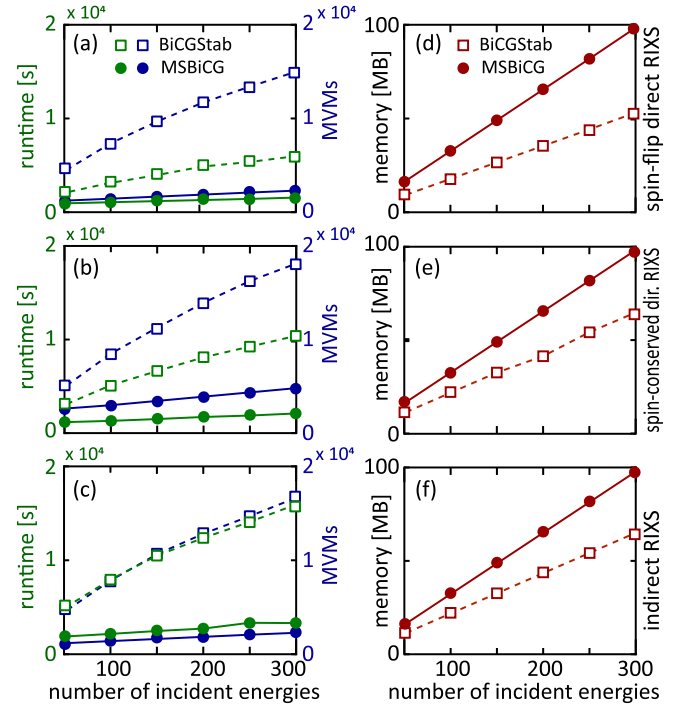 2 x 10⁴ 2 x 10⁴ 100
(a) BiCGStab (d) BiCGStab
MSBiCG MSBiCG
runtime [s] 1 1 MVMs memory [MB] spin-flip direct RIXS
0 0 0
2 x 10⁴ 2 x 10⁴ 100
(b) (e)
runtime [s] 1 1 MVMs memory [MB] spin-conserved dir. RIXS
0 0 0
2 x 10⁴ 2 x 10⁴ 100
(c) (f)
runtime [s] 1 1 MVMs memory [MB] indirect RIXS
0 0 0
100 200 300 100 200 300
number of incident energies number of incident energies